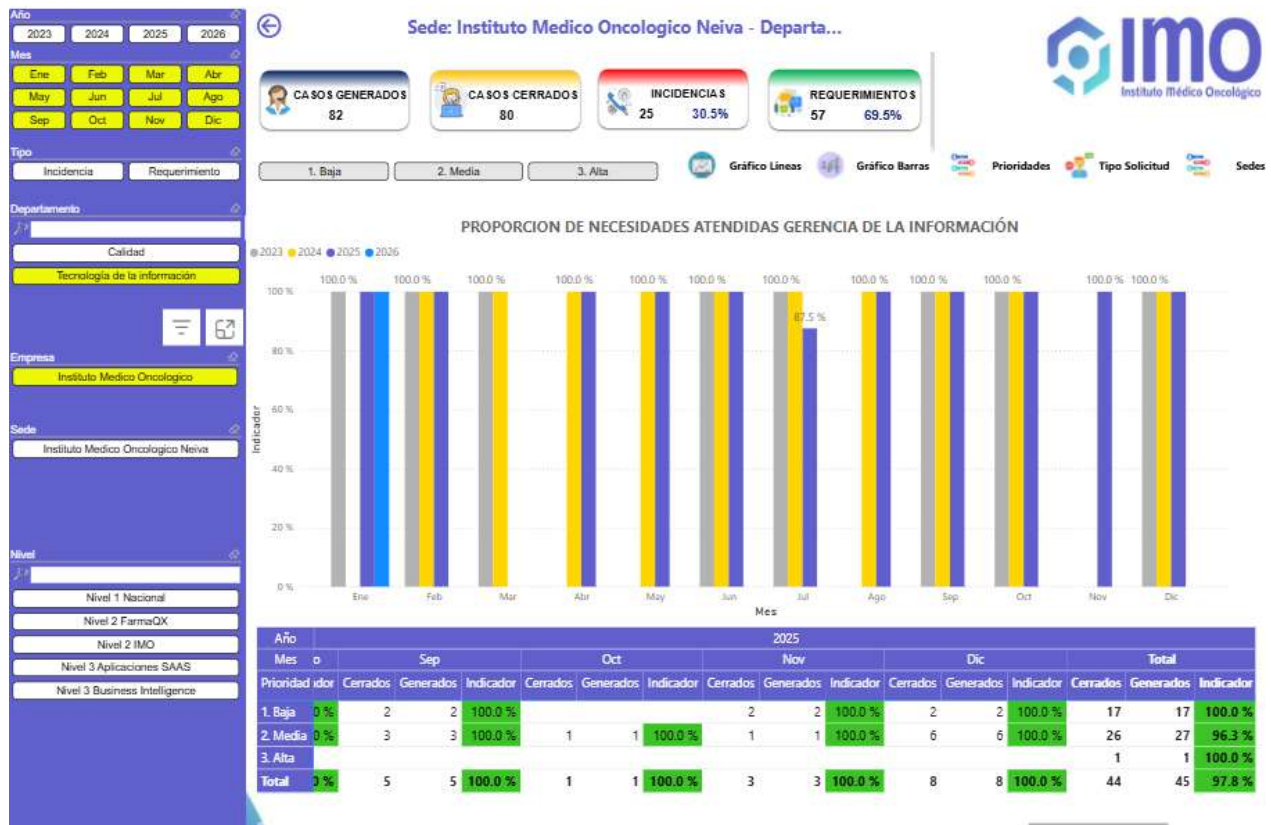 Año
2023 2024 2025 2026
Mes
Ene Feb Mar Abr
May Jun Jul Ago
Sep Oct Nov Dic
Tipo
Incidencia Requerimiento
Departamento
Calidad
Tecnología de la información
Empresa
Instituto Medico Oncologico
Sede
Instituto Medico Oncologico Neiva
Nivel
Nivel 1 Nacional
Nivel 2 FarmaQX
Nivel 2 IMO
Nivel 3 Aplicaciones SAAS
Nivel 3 Business Intelligence
Sede: Instituto Medico Oncologico Neiva - Departa...
IMO
Instituto Médico Oncológico
CASOS GENERADOS
82
CASOS CERRADOS
80
INCIDENCIAS
25 30.5%
REQUERIMIENTOS
57 69.5%
1. Baja 2. Media 3. Alta
Gráfico Lineas Gráfico Barras Prioridades Tipo Solicitud Sedes
PROPORCION DE NECESIDADES ATENDIDAS GERENCIA DE LA INFORMACIÓN
2023 2024 2025 2026
100.0 % 100.0 % 100.0 % 100.0 % 100.0 % 100.0 % 100.0 % 100.0 % 100.0 % 100.0 % 100.0 % 100.0 %
87.5 %
100 %
80 %
60 %
40 %
20 %
0 %
Indicador
Ene Feb Mar Abr May Jun Jul Ago Sep Oct Nov Dic
Mes
Año 2025
Mes o Sep Oct Nov Dic Total
Prioridad idor Cerrados Generados Indicador Cerrados Generados Indicador Cerrados Generados Indicador Cerrados Generados Indicador Cerrados Generados Indicador
1. Baja 0 % 2 2 100.0 % 2 2 100.0 % 2 2 100.0 % 17 17 100.0 %
2. Media 0 % 3 3 100.0 % 1 1 100.0 % 1 1 100.0 % 6 6 100.0 % 26 27 96.3 %
3. Alta 1 1 100.0 %
Total 0 % 5 5 100.0 % 1 1 100.0 % 3 3 100.0 % 8 8 100.0 % 44 45 97.8 %